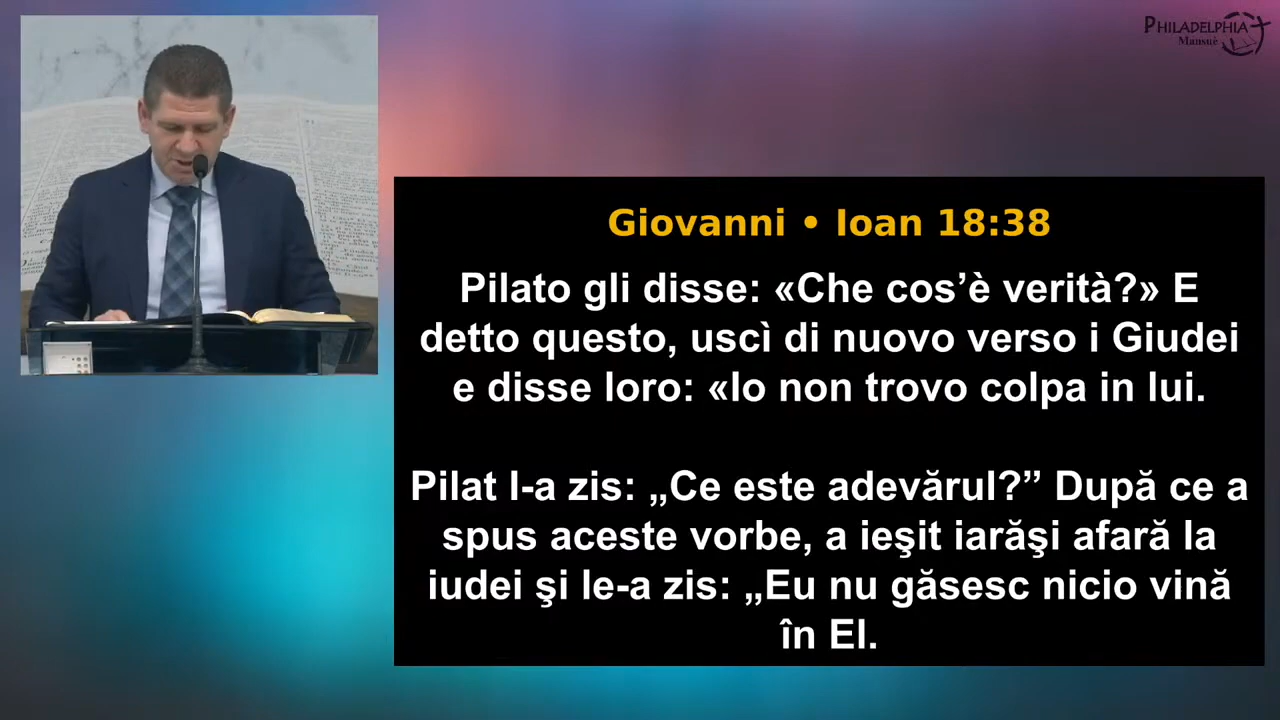 PHILADELPHIA
Mansuè
Giovanni • Ioan 18:38
Pilato gli disse: «Che cos’è verità?» E
detto questo, uscì di nuovo verso i Giudei
e disse loro: «Io non trovo colpa in lui.
Pilat I-a zis: „Ce este adevărul?” După ce a
spus aceste vorbe, a ieşit iarăşi afară la
iudei şi le-a zis: „Eu nu găsesc nicio vină
în El.